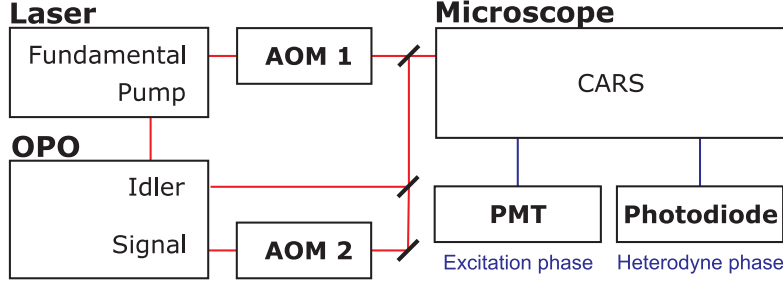 Laser
Microscope
Fundamental
Pump
AOM 1
CARS
OPO
Idler
Signal
AOM 2
PMT
Photodiode
Excitation phase
Heterodyne phase